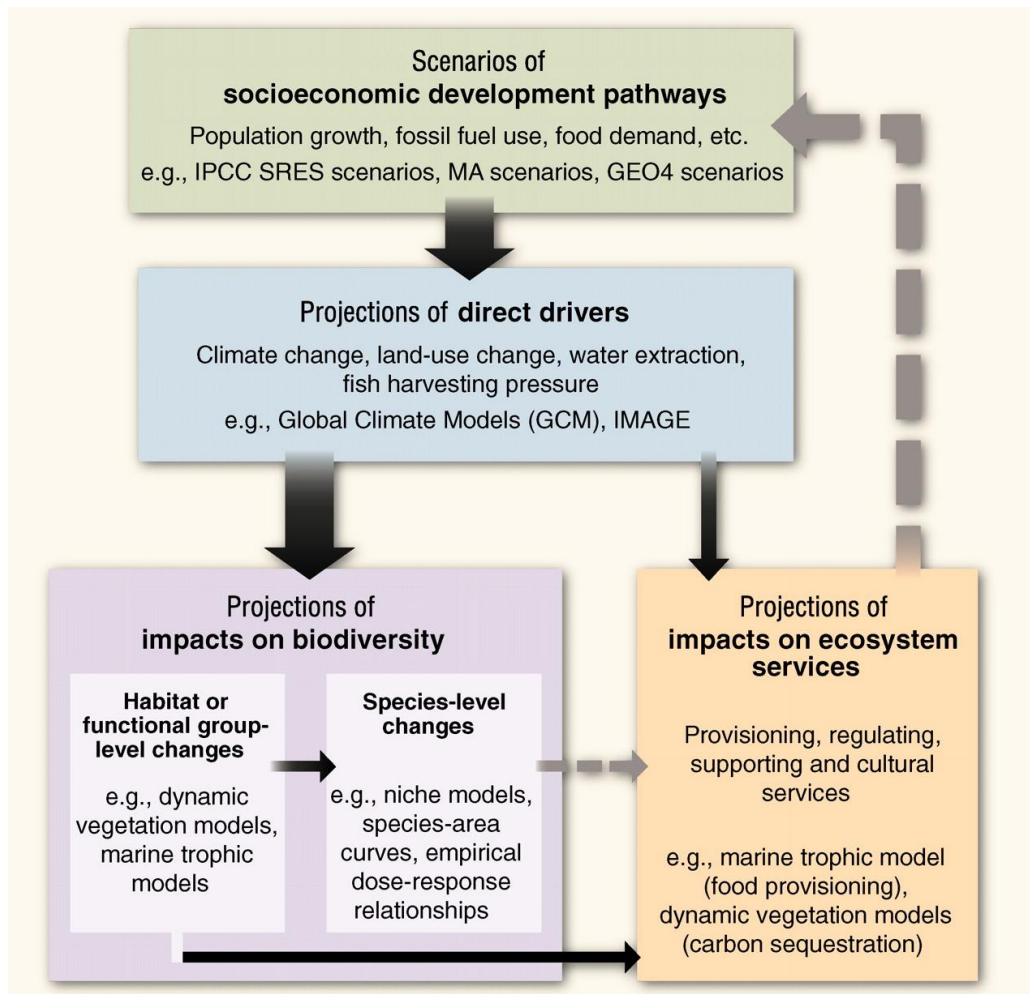 Scenarios of
socioeconomic development pathways
Population growth, fossil fuel use, food demand, etc.
e.g., IPCC SRES scenarios, MA scenarios, GEO4 scenarios
Projections of direct drivers
Climate change, land-use change, water extraction,
fish harvesting pressure
e.g., Global Climate Models (GCM), IMAGE
Projections of
impacts on biodiversity
Habitat or
functional group-
level changes
e.g., dynamic
vegetation models,
marine trophic
models
Species-level
changes
e.g., niche models,
species-area
curves, empirical
dose-response
relationships
Projections of
impacts on ecosystem
services
Provisioning, regulating,
supporting and cultural
services
e.g., marine trophic model
(food provisioning),
dynamic vegetation models
(carbon sequestration)